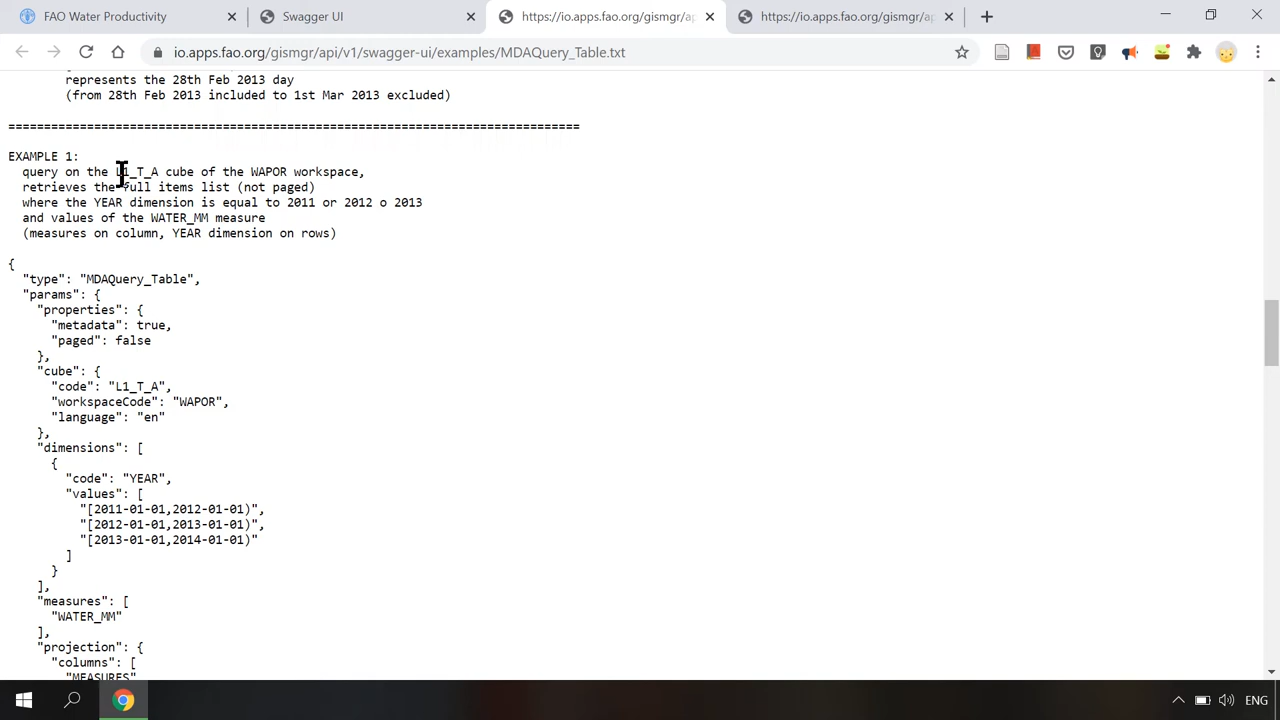 FAO Water Productivity
Swagger UI
https://io.apps.fao.org/gismgr/ap
https://io.apps.fao.org/gismgr/ap
io.apps.fao.org/gismgr/api/v1/swagger-ui/examples/MDAQuery_Table.txt
represents the 28th Feb 2013 day
(from 28th Feb 2013 included to 1st Mar 2013 excluded)
================================================================================
EXAMPLE 1:
query on the L1_T_A cube of the WAPOR workspace,
retrieves the full items list (not paged)
where the YEAR dimension is equal to 2011 or 2012 o 2013
and values of the WATER_MM measure
(measures on column, YEAR dimension on rows)
{
"type": "MDAQuery_Table",
"params": {
"properties": {
"metadata": true,
"paged": false
},
"cube": {
"code": "L1_T_A",
"workspaceCode": "WAPOR",
"language": "en"
},
"dimensions": [
{
"code": "YEAR",
"values": [
"[2011-01-01,2012-01-01)",
"[2012-01-01,2013-01-01)",
"[2013-01-01,2014-01-01)"
]
}
],
"measures": [
"WATER_MM"
],
"projection": {
"columns": [
"MEASURES"
ENG